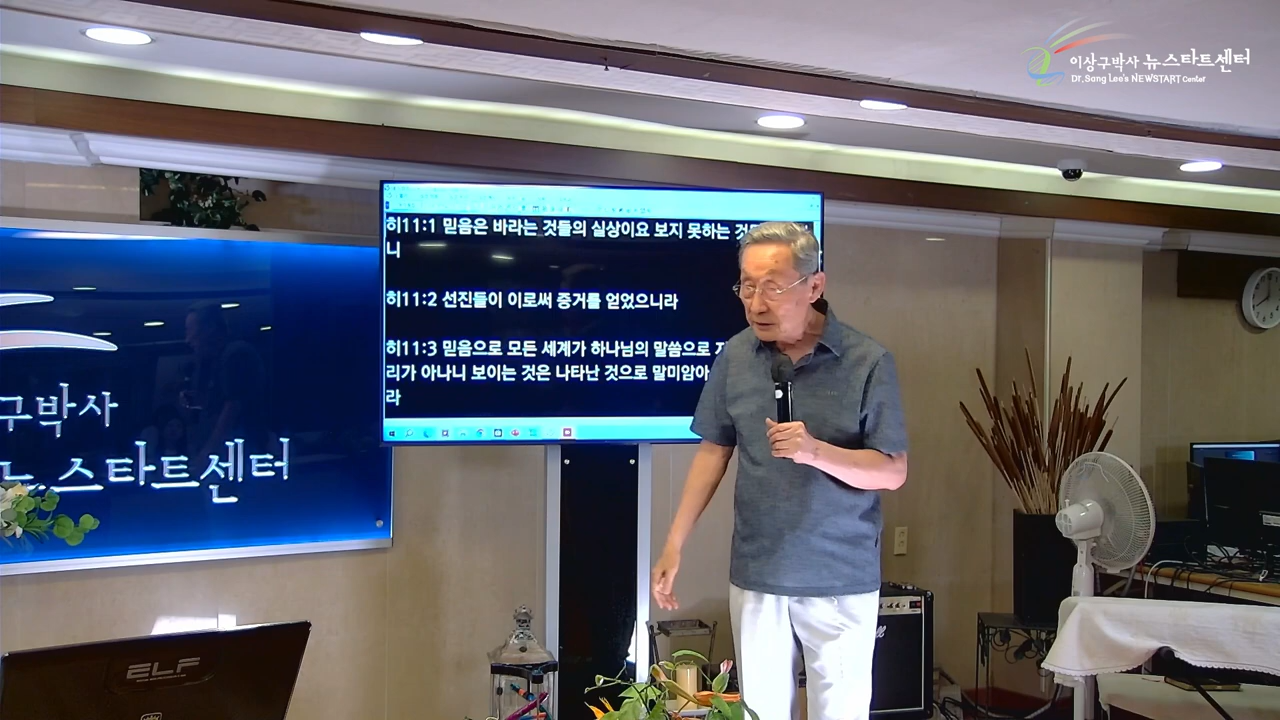 이상구박사 뉴스타트센터
Dr. Sang Lee's NEWSTART Center
히11:1 믿음은 바라는 것들의 실상이요 보지 못하는
니
히11:2 선진들이 이로써 증거를 얻었으니라
히11:3 믿음으로 모든 세계가 하나님의 말씀으로
리가 아나니 보이는 것은 나타난 것으로 말미암아
라
구박사
뉴스타트센터
ELF